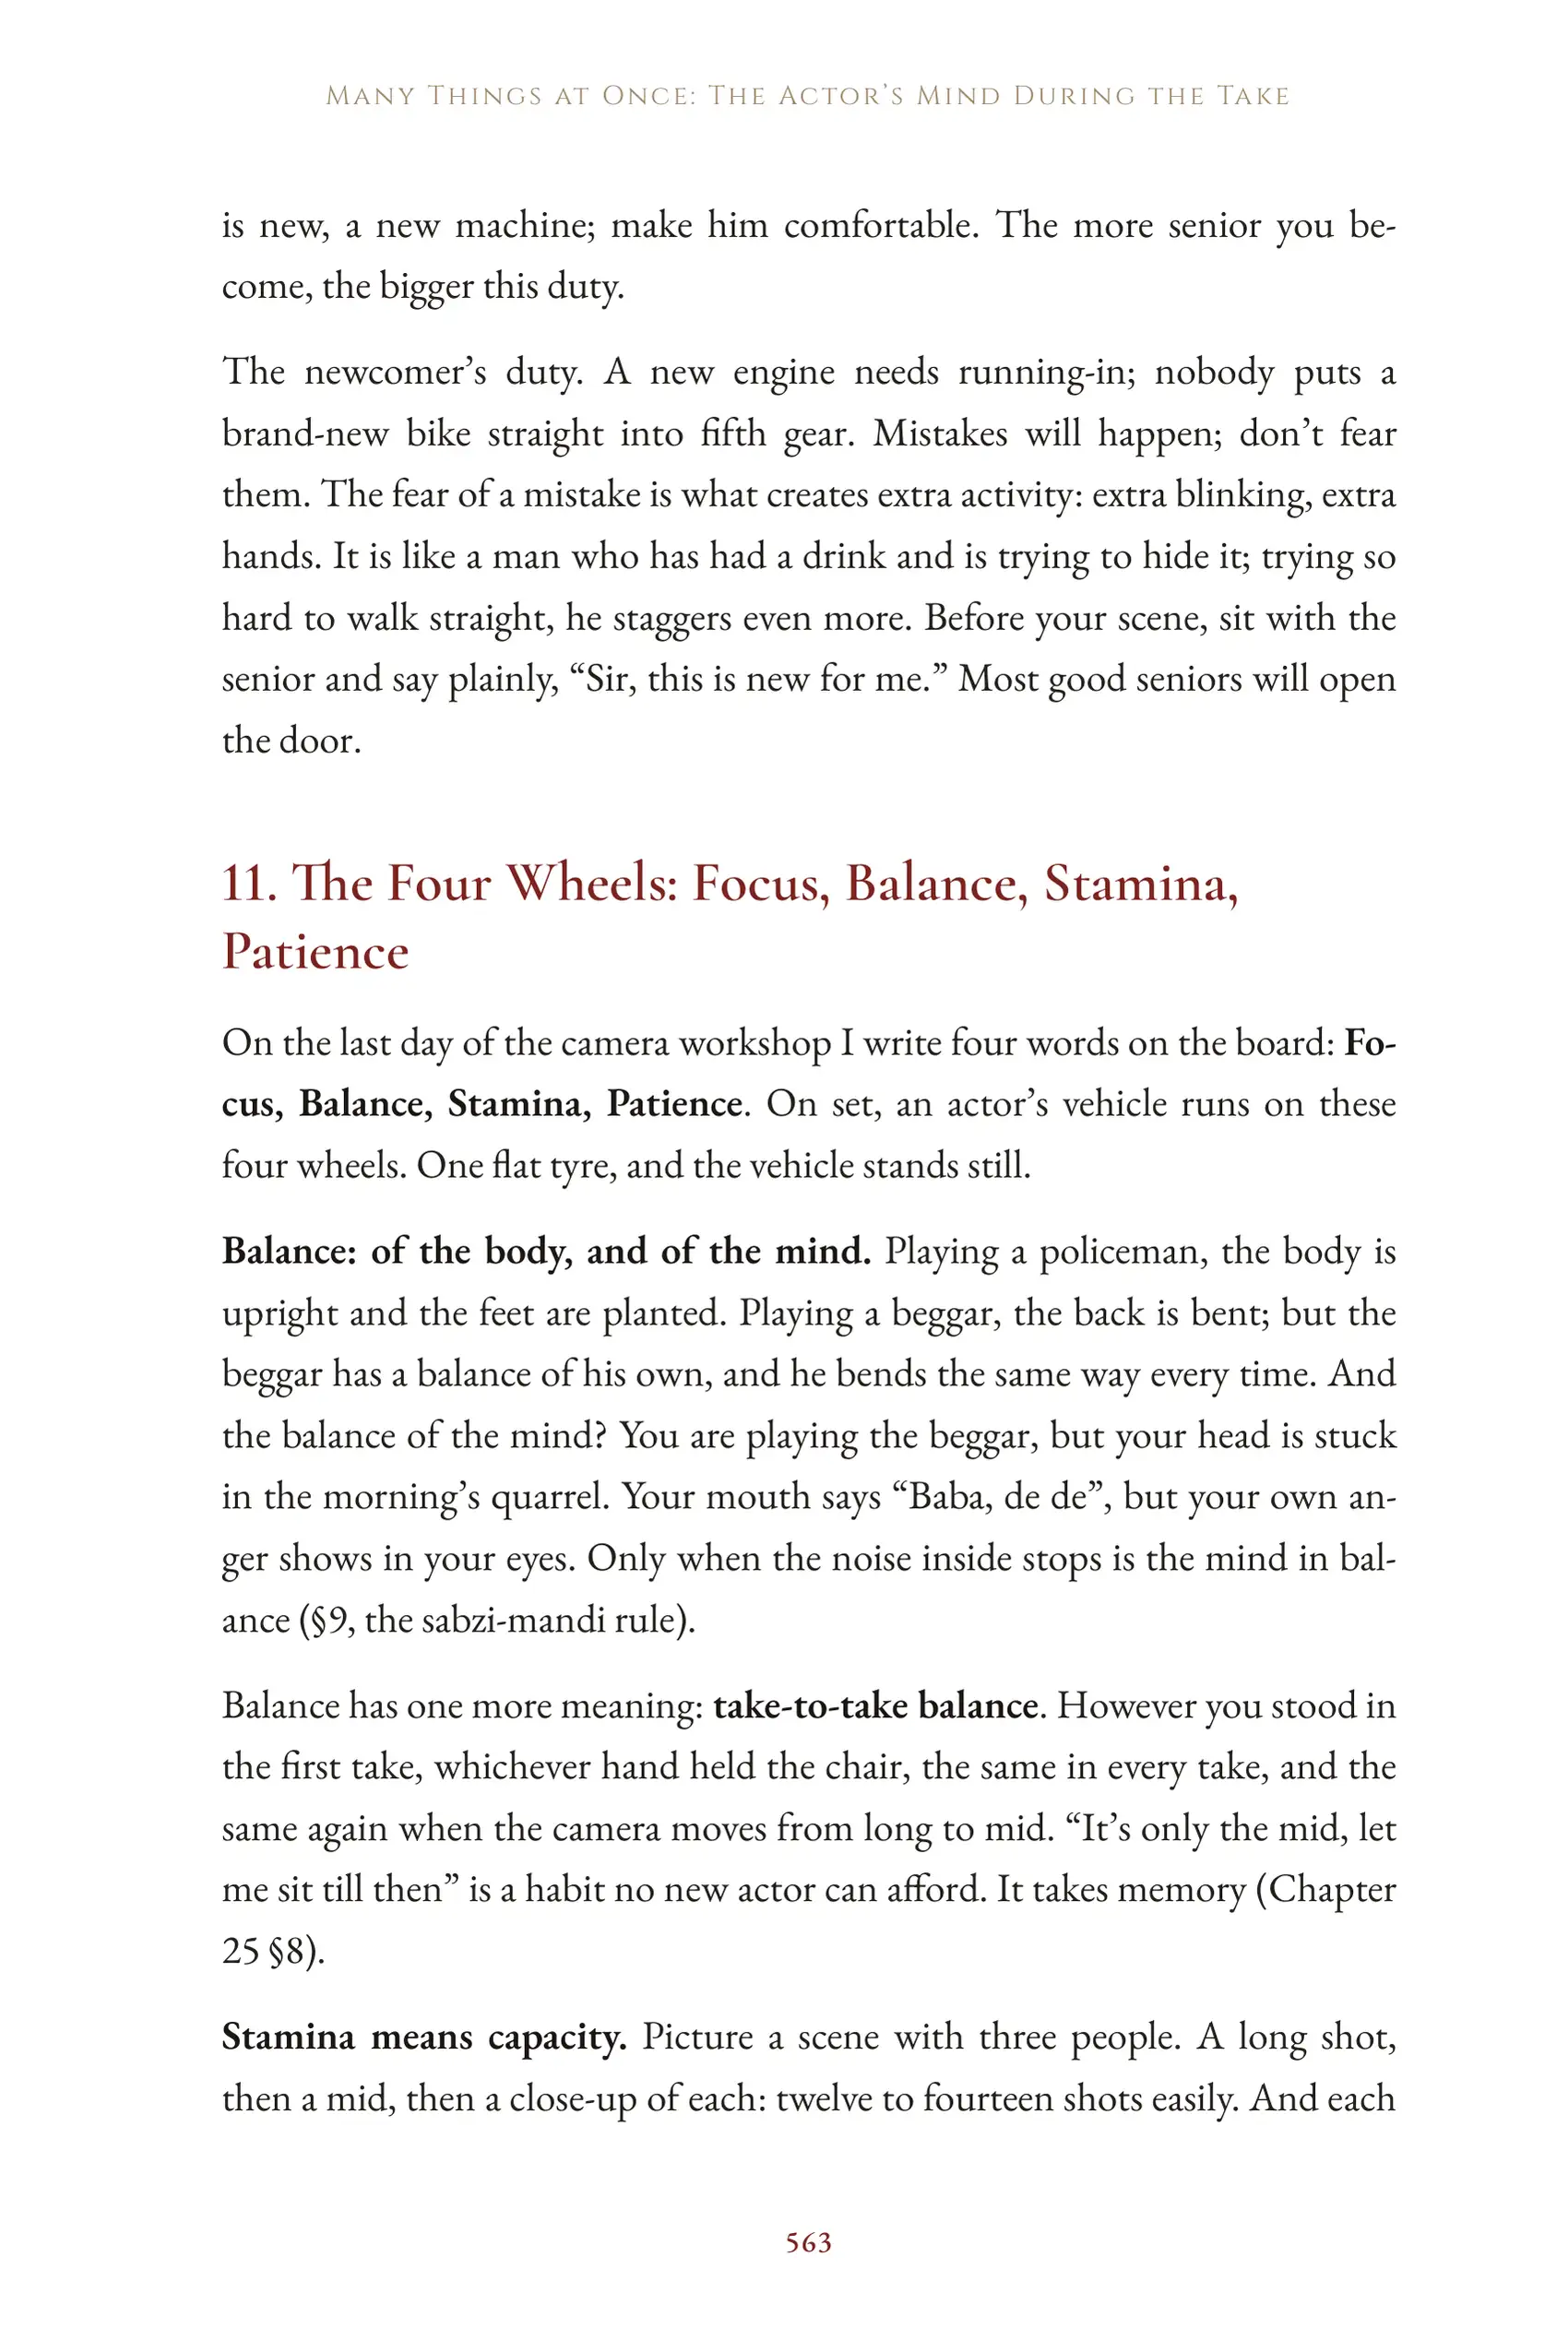 Many Things at Once: The Actor’s Mind During the Take
is new, a new machine; make him comfortable. The more senior you be-
come, the bigger this duty.
The newcomer’s duty. A new engine needs running-in; nobody puts a
brand-new bike straight into fifth gear. Mistakes will happen; don’t fear
them. The fear of a mistake is what creates extra activity: extra blinking, extra
hands. It is like a man who has had a drink and is trying to hide it; trying so
hard to walk straight, he staggers even more. Before your scene, sit with the
senior and say plainly, “Sir, this is new for me.” Most good seniors will open
the door.
11. The Four Wheels: Focus, Balance, Stamina,
Patience
On the last day of the camera workshop I write four words on the board: Fo-
cus, Balance, Stamina, Patience. On set, an actor’s vehicle runs on these
four wheels. One flat tyre, and the vehicle stands still.
Balance: of the body, and of the mind. Playing a policeman, the body is
upright and the feet are planted. Playing a beggar, the back is bent; but the
beggar has a balance of his own, and he bends the same way every time. And
the balance of the mind? You are playing the beggar, but your head is stuck
in the morning’s quarrel. Your mouth says “Baba, de de”, but your own an-
ger shows in your eyes. Only when the noise inside stops is the mind in bal-
ance (§9, the sabzi-mandi rule).
Balance has one more meaning: take-to-take balance. However you stood in
the first take, whichever hand held the chair, the same in every take, and the
same again when the camera moves from long to mid. “It’s only the mid, let
me sit till then” is a habit no new actor can afford. It takes memory (Chapter
25 §8).
Stamina means capacity. Picture a scene with three people. A long shot,
then a mid, then a close-up of each: twelve to fourteen shots easily. And each
563